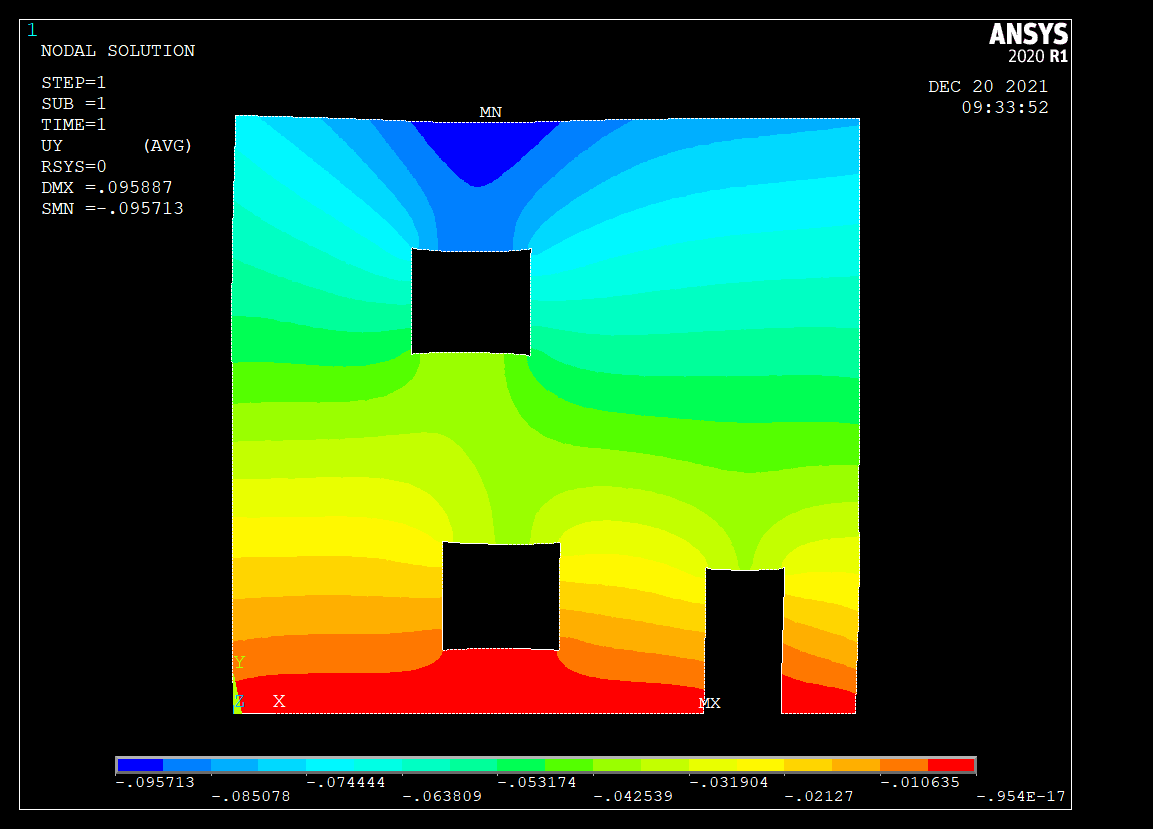 1
NODAL SOLUTION
STEP=1
SUB =1
TIME=1
UY (AVG)
RSYS=0
DMX =.095887
SMN =-.095713
ANSYS
2020 R1
DEC 20 2021
09:33:52
MN
Y
Z X
MX
-.095713 -.074444 -.053174 -.031904 -.010635
-.085078 -.063809 -.042539 -.02127 -.954E-17